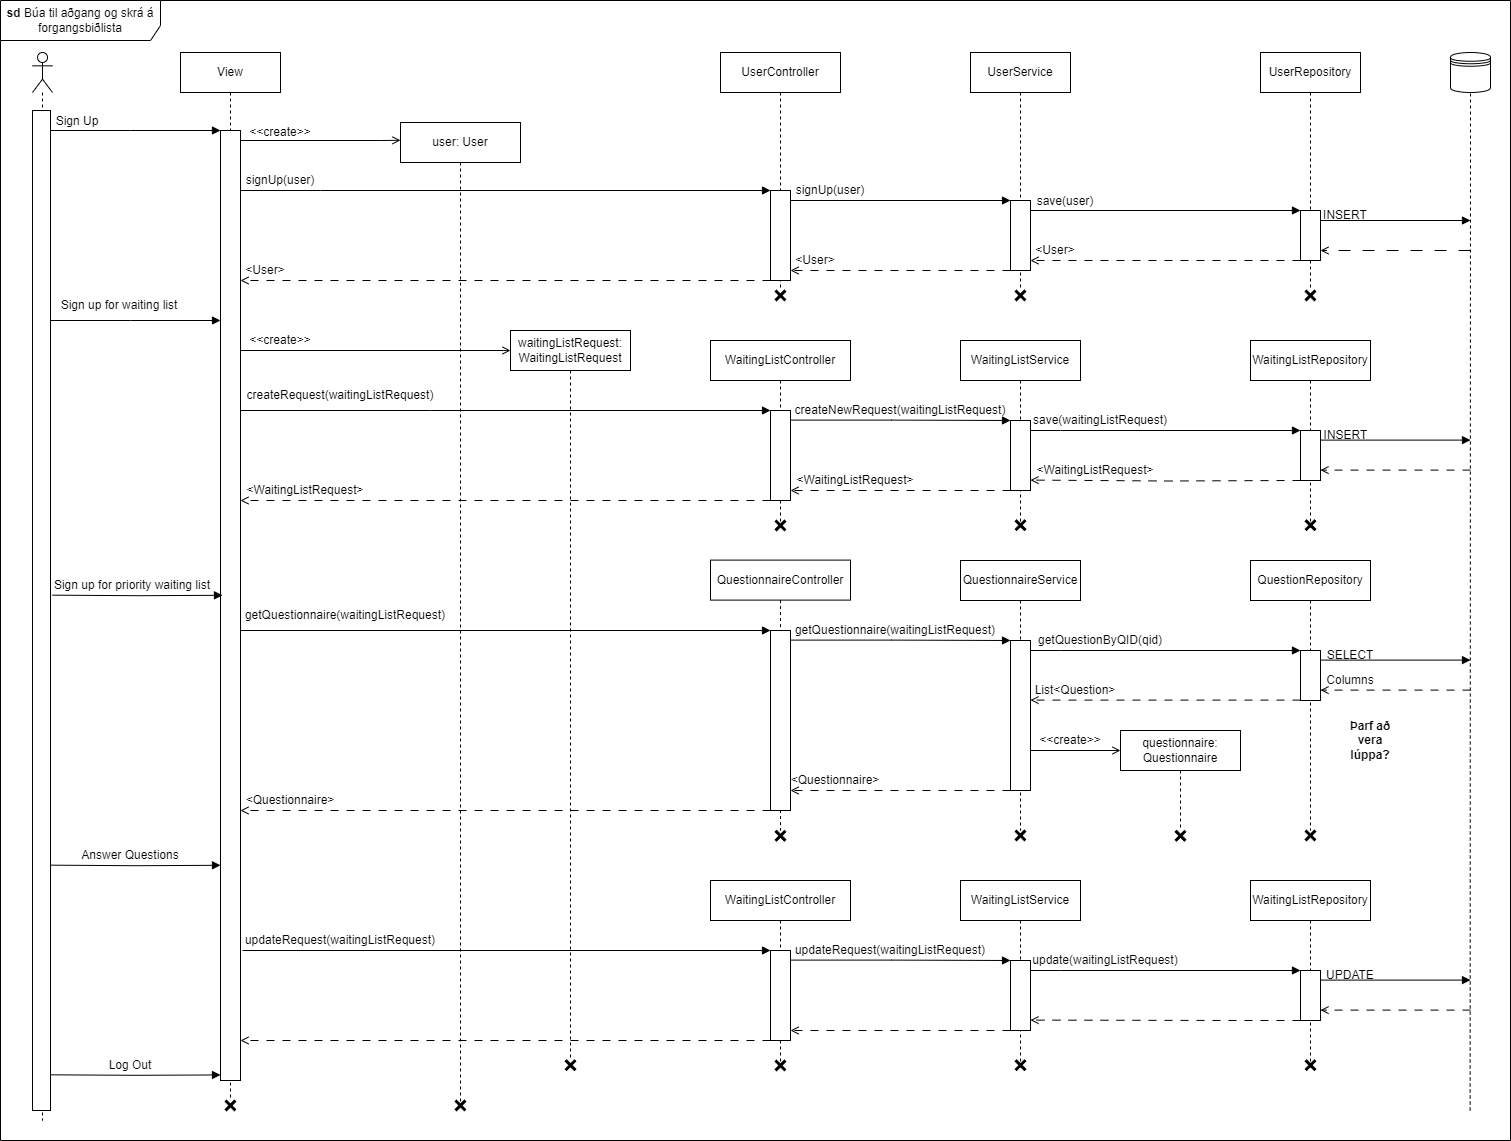 sd Búa til aðgang og skrá á
forgangsbiðlista
View
UserController
UserService
UserRepository
Sign Up
<<create>>
user: User
signUp(user)
signUp(user)
save(user)
INSERT
<User>
<User>
<User>
Sign up for waiting list
<<create>>
waitingListRequest:
WaitingListRequest
WaitingListController
WaitingListService
WaitingListRepository
createRequest(waitingListRequest)
createNewRequest(waitingListRequest)
save(waitingListRequest)
INSERT
<WaitingListRequest>
<WaitingListRequest>
<WaitingListRequest>
QuestionnaireController
QuestionnaireService
QuestionRepository
Sign up for priority waiting list
getQuestionnaire(waitingListRequest)
getQuestionnaire(waitingListRequest)
getQuestionByQID(qid)
SELECT
Columns
List<Question>
Þarf að
vera
lúppa?
<<create>>
questionnaire:
Questionnaire
<Questionnaire>
<Questionnaire>
Answer Questions
WaitingListController
WaitingListService
WaitingListRepository
updateRequest(waitingListRequest)
updateRequest(waitingListRequest)
update(waitingListRequest)
UPDATE
Log Out